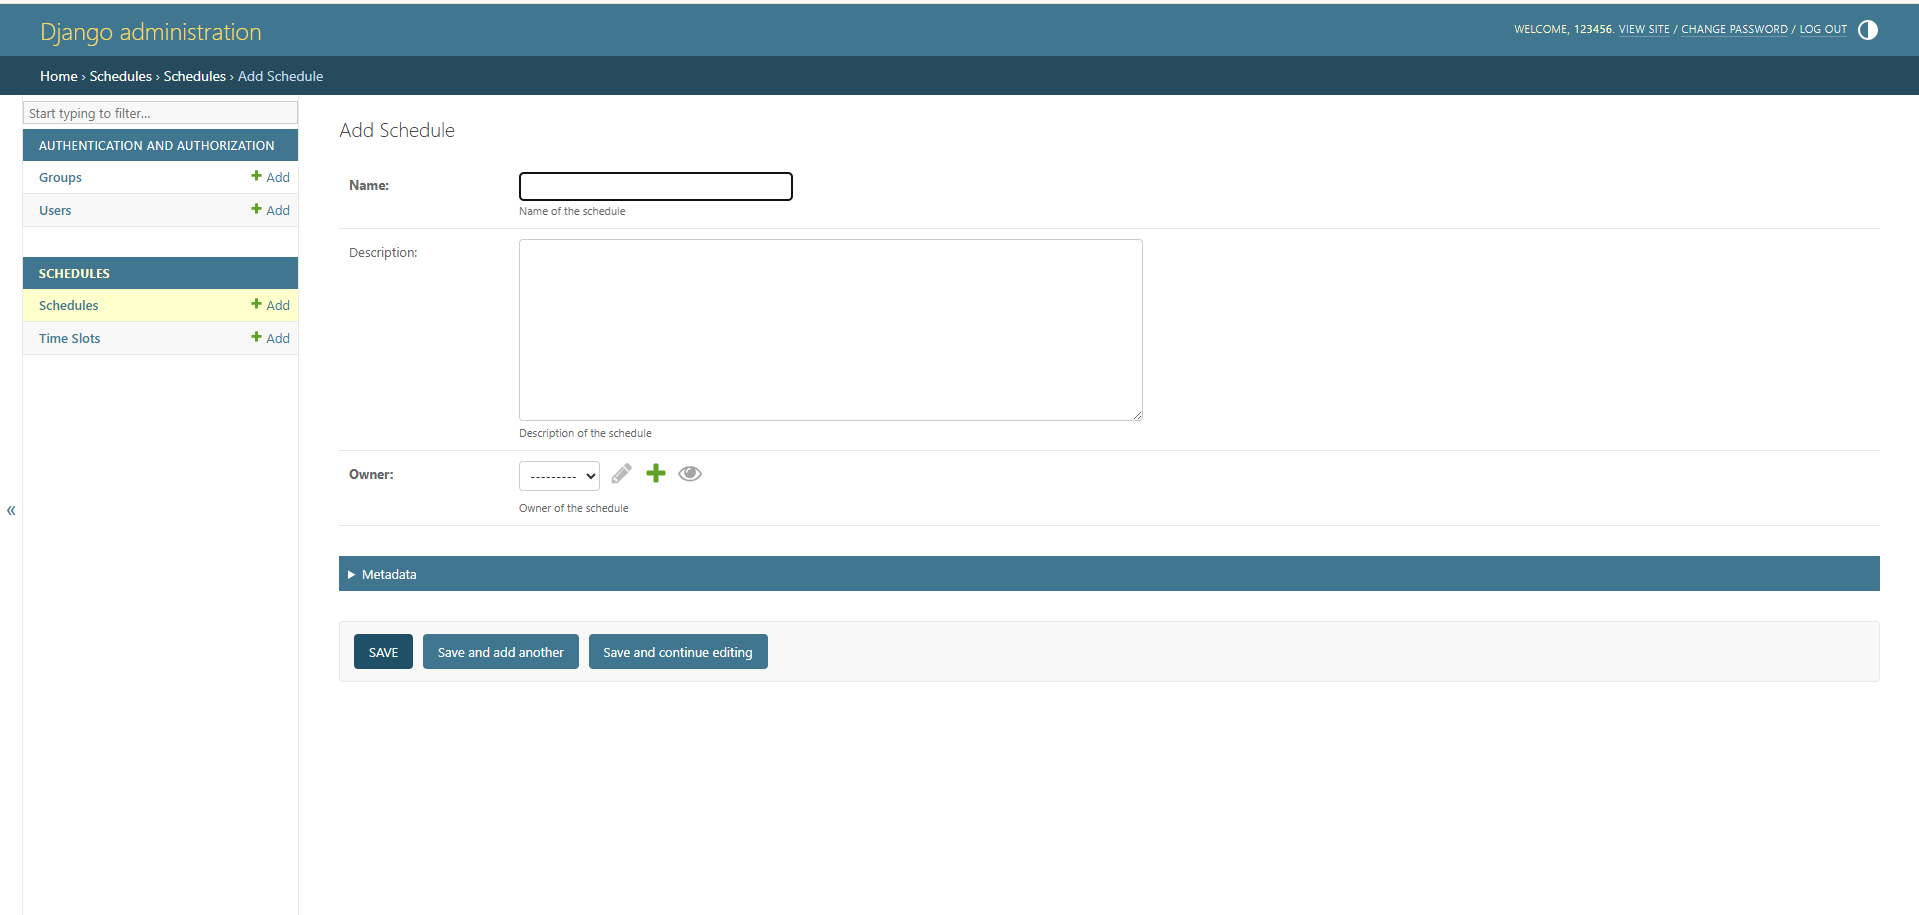 Django administration
WELCOME, 123456. VIEW SITE / CHANGE PASSWORD / LOG OUT
Home › Schedules › Schedules › Add Schedule
Start typing to filter...
AUTHENTICATION AND AUTHORIZATION
Groups + Add
Users + Add
SCHEDULES
Schedules + Add
Time Slots + Add
«
Add Schedule
Name:
Name of the schedule
Description:
Description of the schedule
Owner: ---------
Owner of the schedule
Metadata
SAVE Save and add another Save and continue editing